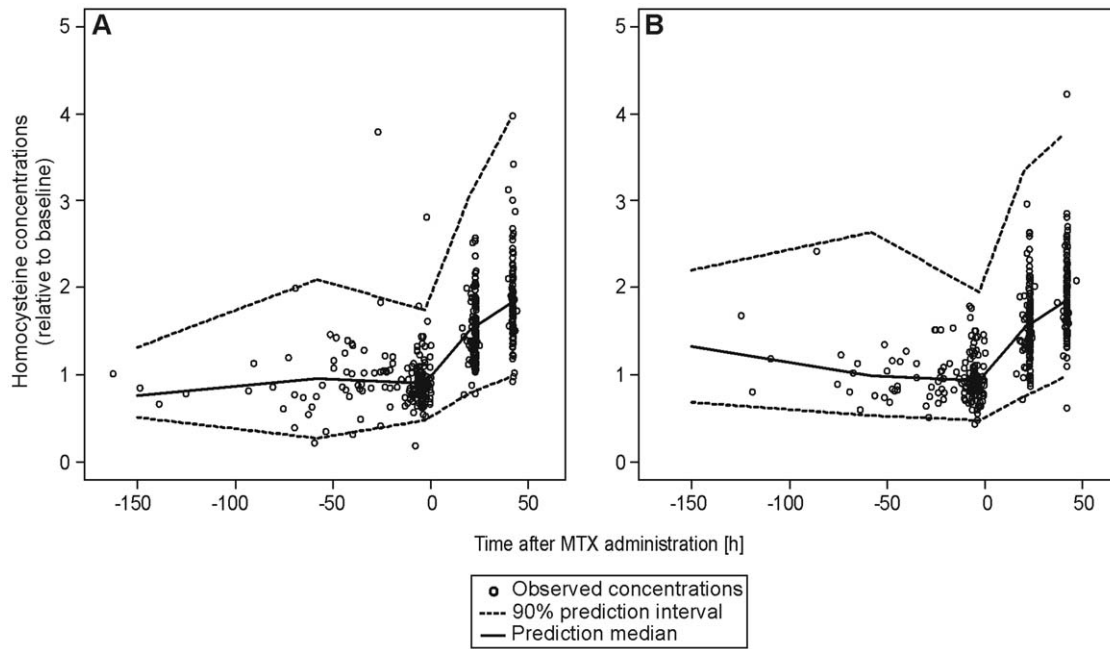 A
B
Homocysteine concentrations
(relative to baseline)
5
4
3
2
1
0
5
4
3
2
1
0
-150
-100
-50
-0
50
-150
-100
-50
-0
50
Time after MTX administration [h]
Observed concentrations
90% prediction interval
Prediction median